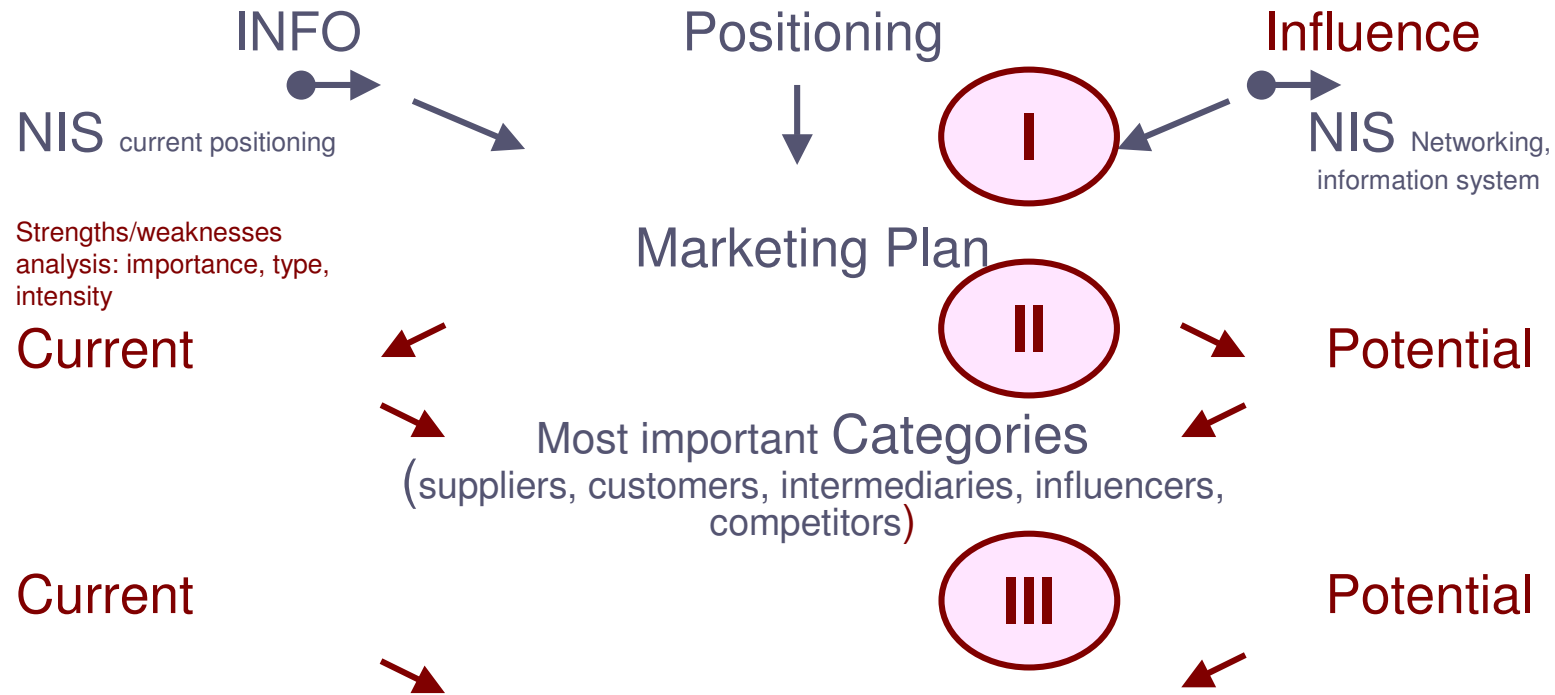 INFO
Positioning
Influence
NIS current positioning
I
NIS Networking,
information system
Strengths/weaknesses
analysis: importance, type,
intensity
Marketing Plan
II
Current
Potential
Most important Categories
(suppliers, customers, intermediaries, influencers,
competitors)
III
Current
Potential